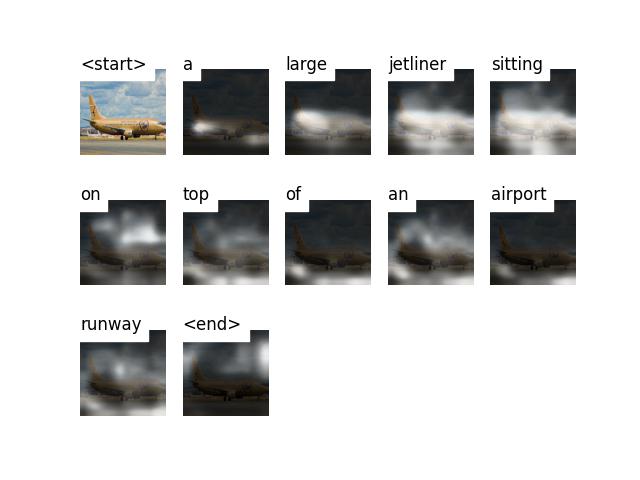 <start> a large jetliner sitting
on top of an airport
runway <end>